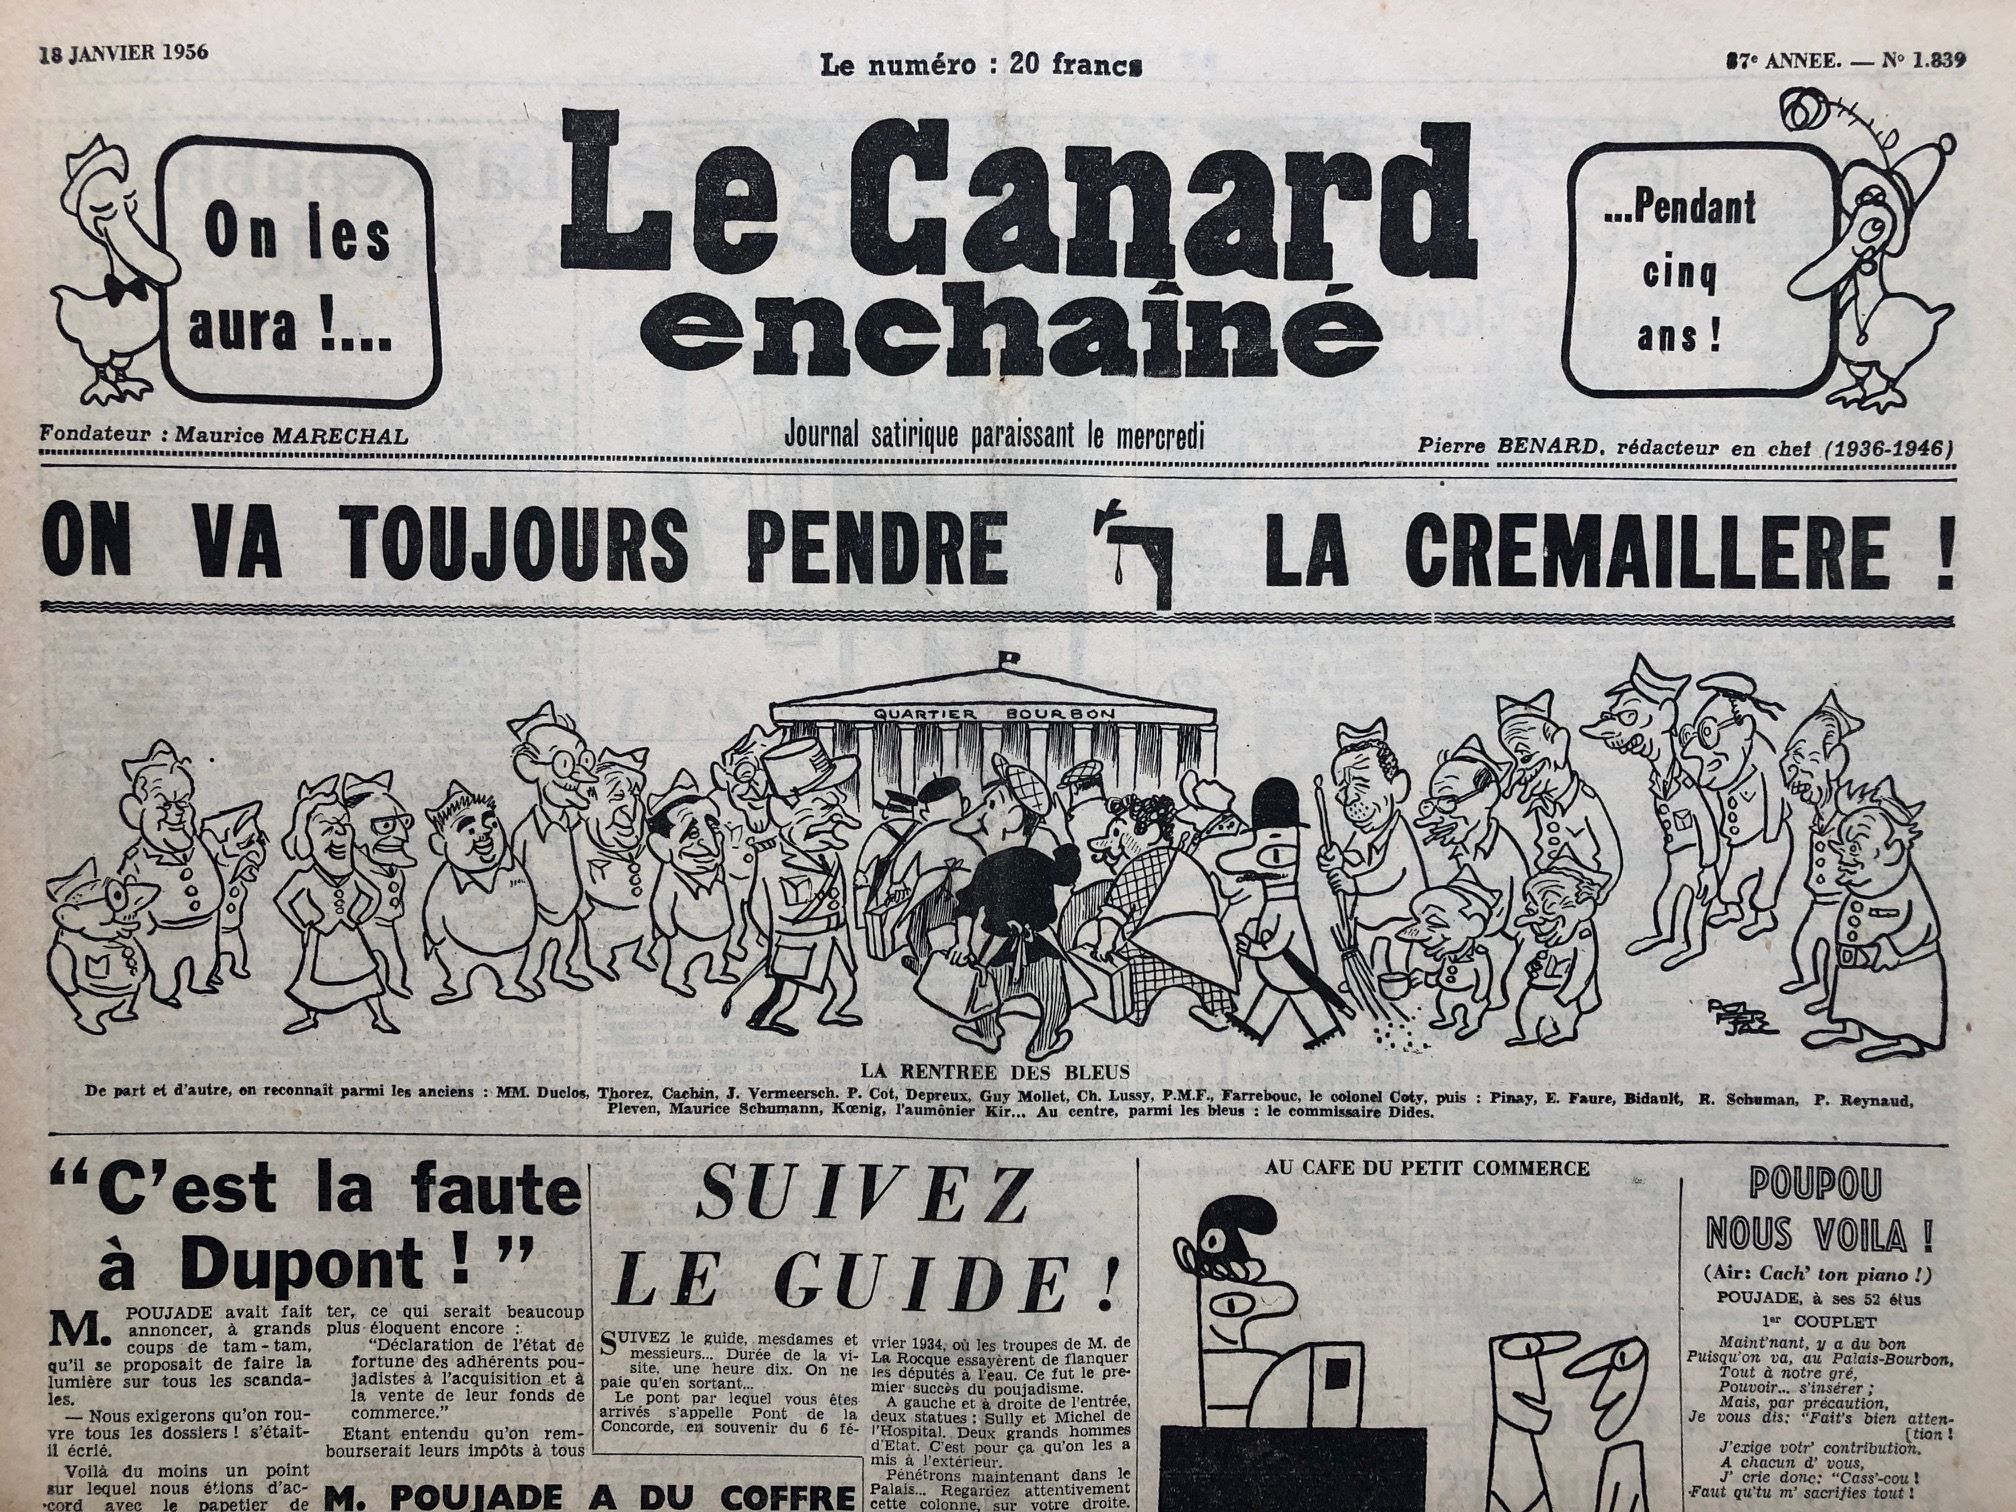 18 JANVIER 1956
Le numéro : 20 francs
37e ANNEE. — No 1.839
On les
aura !....
Le Canard
enchaîné
...Pendant
cinq
ans !
Fondateur : Maurice MARECHAL
Journal satirique paraissant le mercredi
Pierre BENARD, rédacteur en chef (1936-1946)
ON VA TOUJOURS PENDRE LA CREMAILLERE !
QUARTIER BOURBON
LA RENTREE DES BLEUS
De part et d'autre, on reconnaît parmi les anciens : MM. Duclos, Thorez, Cachin, J. Vermeersch. P. Cot, Depreux, Guy Mollet, Ch. Lussy, P.M.F., Farrebouc, le colonel Coty, puis : Pinay, E. Faure, Bidault, R. Schuman, P. Reynaud,
Pleven, Maurice Schumann, Kœnig, l'aumônier Kir... Au centre, parmi les bleus : le commissaire Dides.
“C'est la faute
à Dupont ! ”
M. POUJADE avait fait
annoncer, à grands
coups de tam-tam,
qu'il se proposait de faire la
lumière sur tous les scanda-
les.
— Nous exigerons qu'on rou-
vre tous les dossiers ! s'était-
il écrié.
Voilà du moins un point
sur lequel nous étions d'ac-
cord avec le papetier de
ter, ce qui serait beaucoup
plus éloquent encore :
“Déclaration de l'état de
fortune des adhérents pou-
jadistes à l'acquisition et à
la vente de leur fonds de
commerce.”
Etant entendu qu'on rem-
bourserait leurs impôts à tous
M. POUJADE A DU COFFRE
SUIVEZ
LE GUIDE !
SUIVEZ le guide, mesdames et
messieurs... Durée de la vi-
site, une heure dix. On ne
paie qu'en sortant...
Le pont par lequel vous êtes
arrivés s'appelle Pont de la
Concorde, en souvenir du 6 fé-
vrier 1934, où les troupes de M. de
La Rocque essayèrent de flanquer
les députés à l'eau. Ce fut le pre-
mier succès du poujadisme.
A gauche et à droite de l'entrée,
deux statues : Sully et Michel de
l'Hospital. Deux grands hommes
d'Etat. C'est pour ça qu'on les a
mis à l'extérieur.
Pénétrons maintenant dans le
Palais... Regardez attentivement
cette colonne, sur votre droite.
AU CAFE DU PETIT COMMERCE
POUPOU
NOUS VOILA !
(Air: Cach' ton piano !)
POUJADE, à ses 52 élus
1er COUPLET
Maint'nant, y a du bon
Puisqu'on va, au Palais-Bourbon,
Tout à notre gré,
Pouvoir... s'insérer ;
Mais, par précaution,
Je vous dis: “Fait's bien atten-
[tion !
J'exige votr' contribution.
A chacun d' vous,
J' crie donc: “Cass'-cou !
Faut qu'tu m' sacrifies tout !